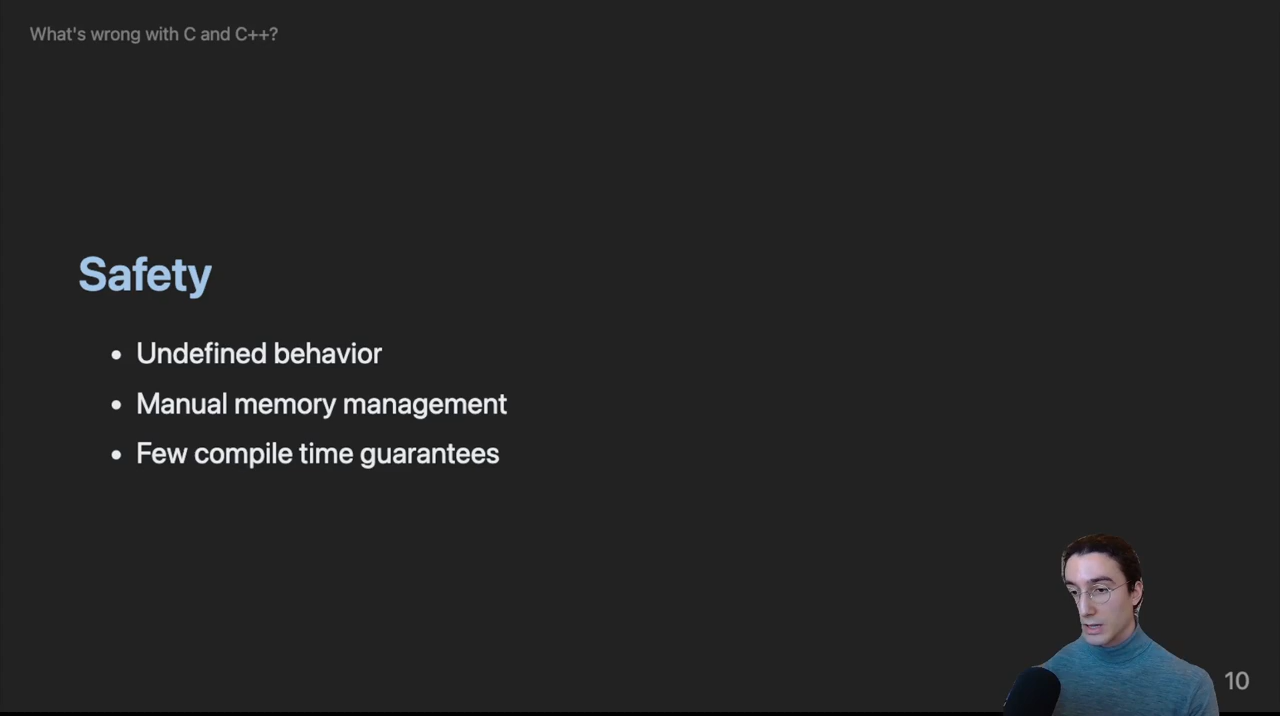 What's wrong with C and C++?
Safety
• Undefined behavior
• Manual memory management
• Few compile time guarantees
10